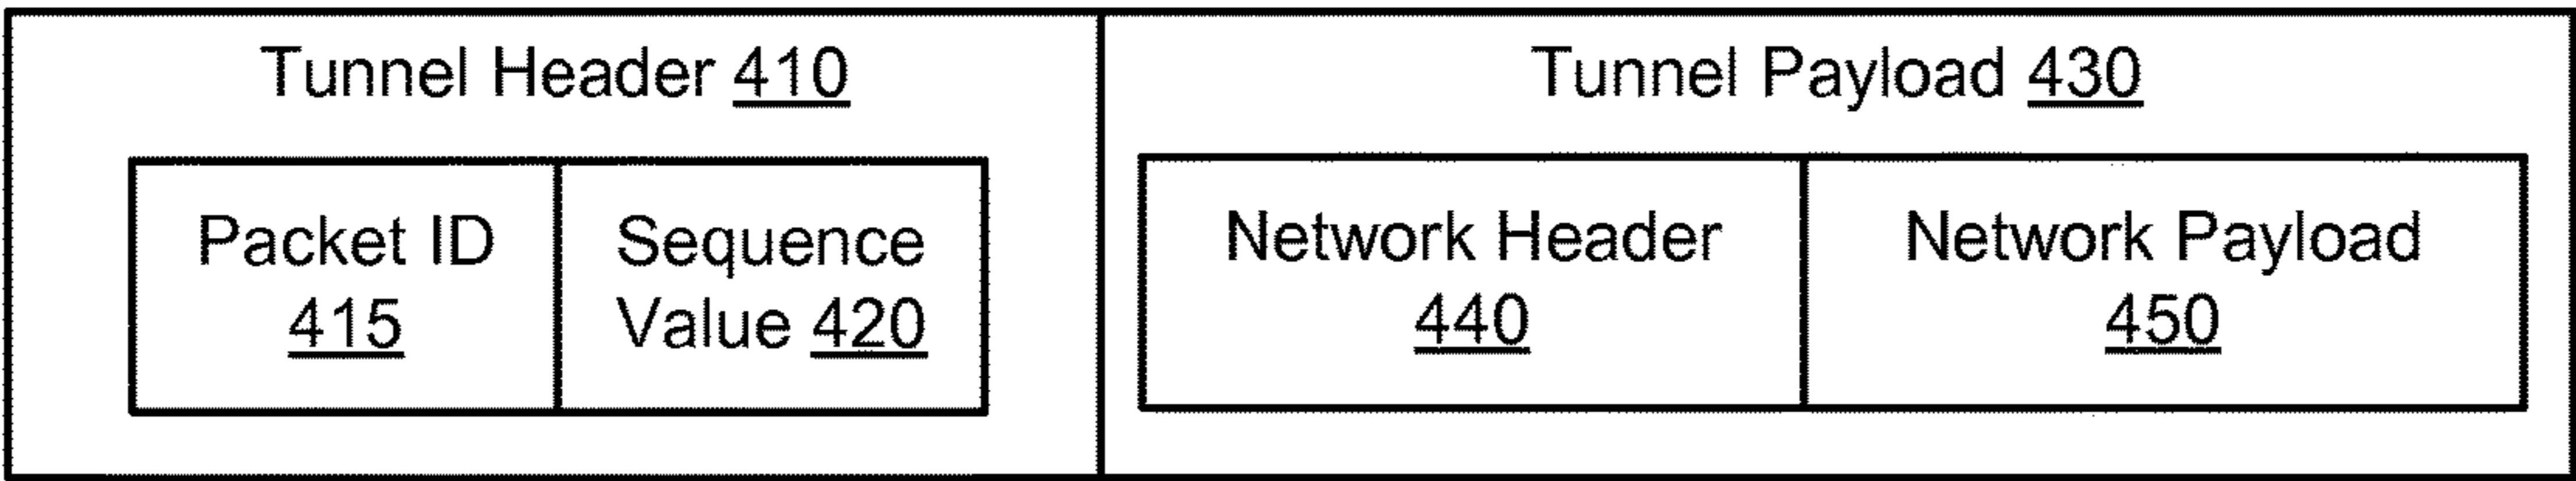 Tunnel Header 410
Packet ID
415
Sequence
Value 420
Tunnel Payload 430
Network Header
440
Network Payload
450